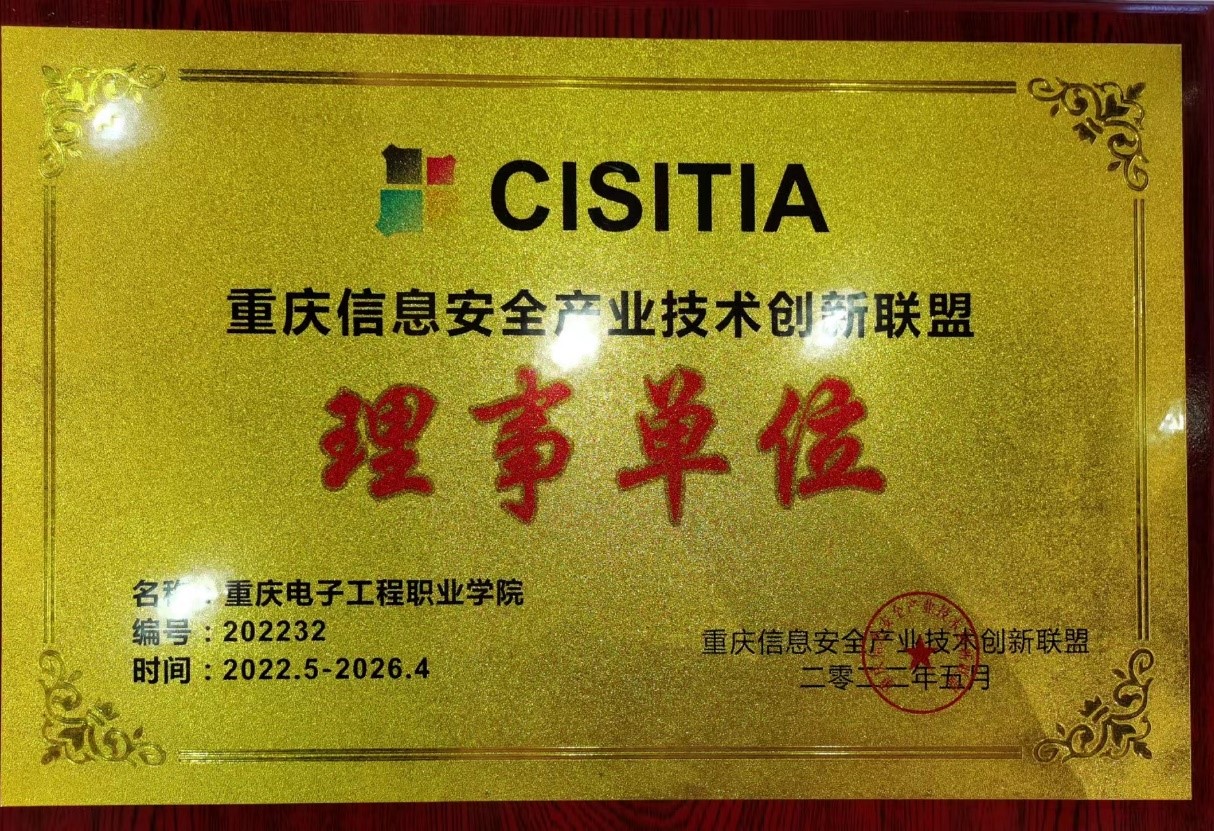 CISITIA
重庆信息安全产业技术创新联盟
理事单位
名称：重庆电子工程职业学院
编号：202232
时间：2022.5-2026.4
重庆信息安全产业技术创新联盟
二零二二年五月